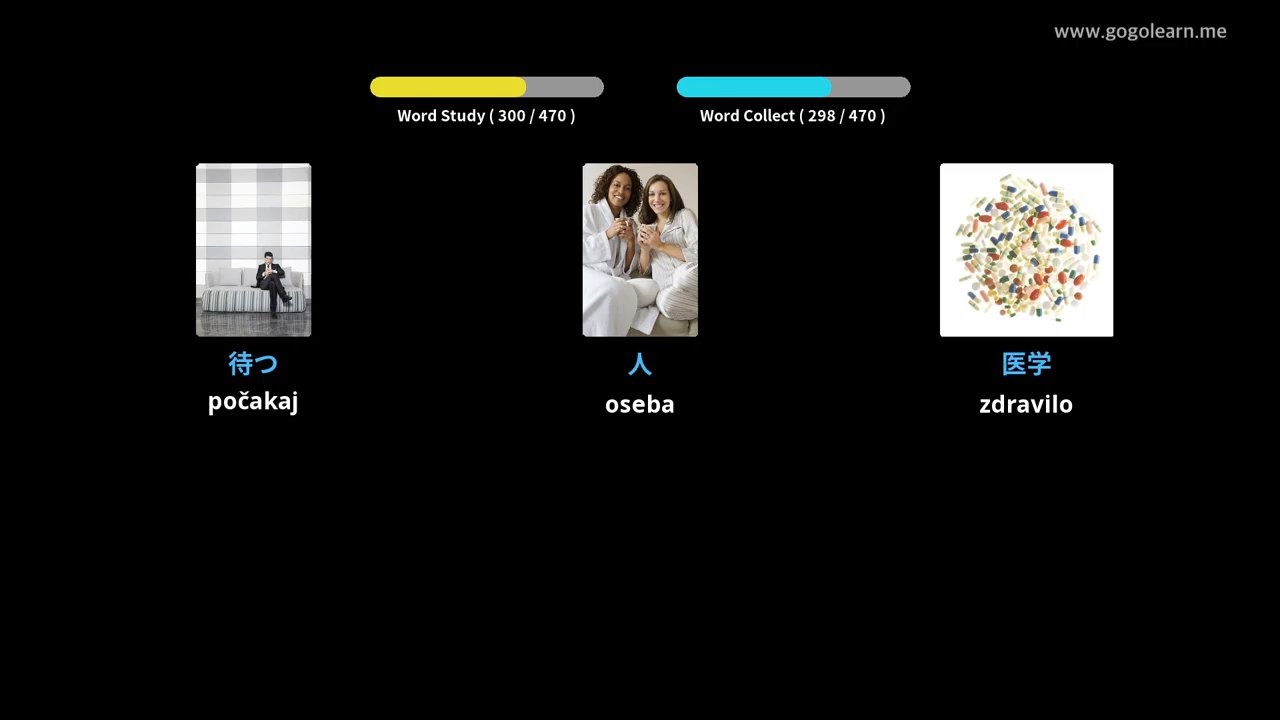 www.gogolearn.me
Word Study ( 300 / 470 )
Word Collect ( 298 / 470 )
待つ
人
医学
počakaj
oseba
zdravilo